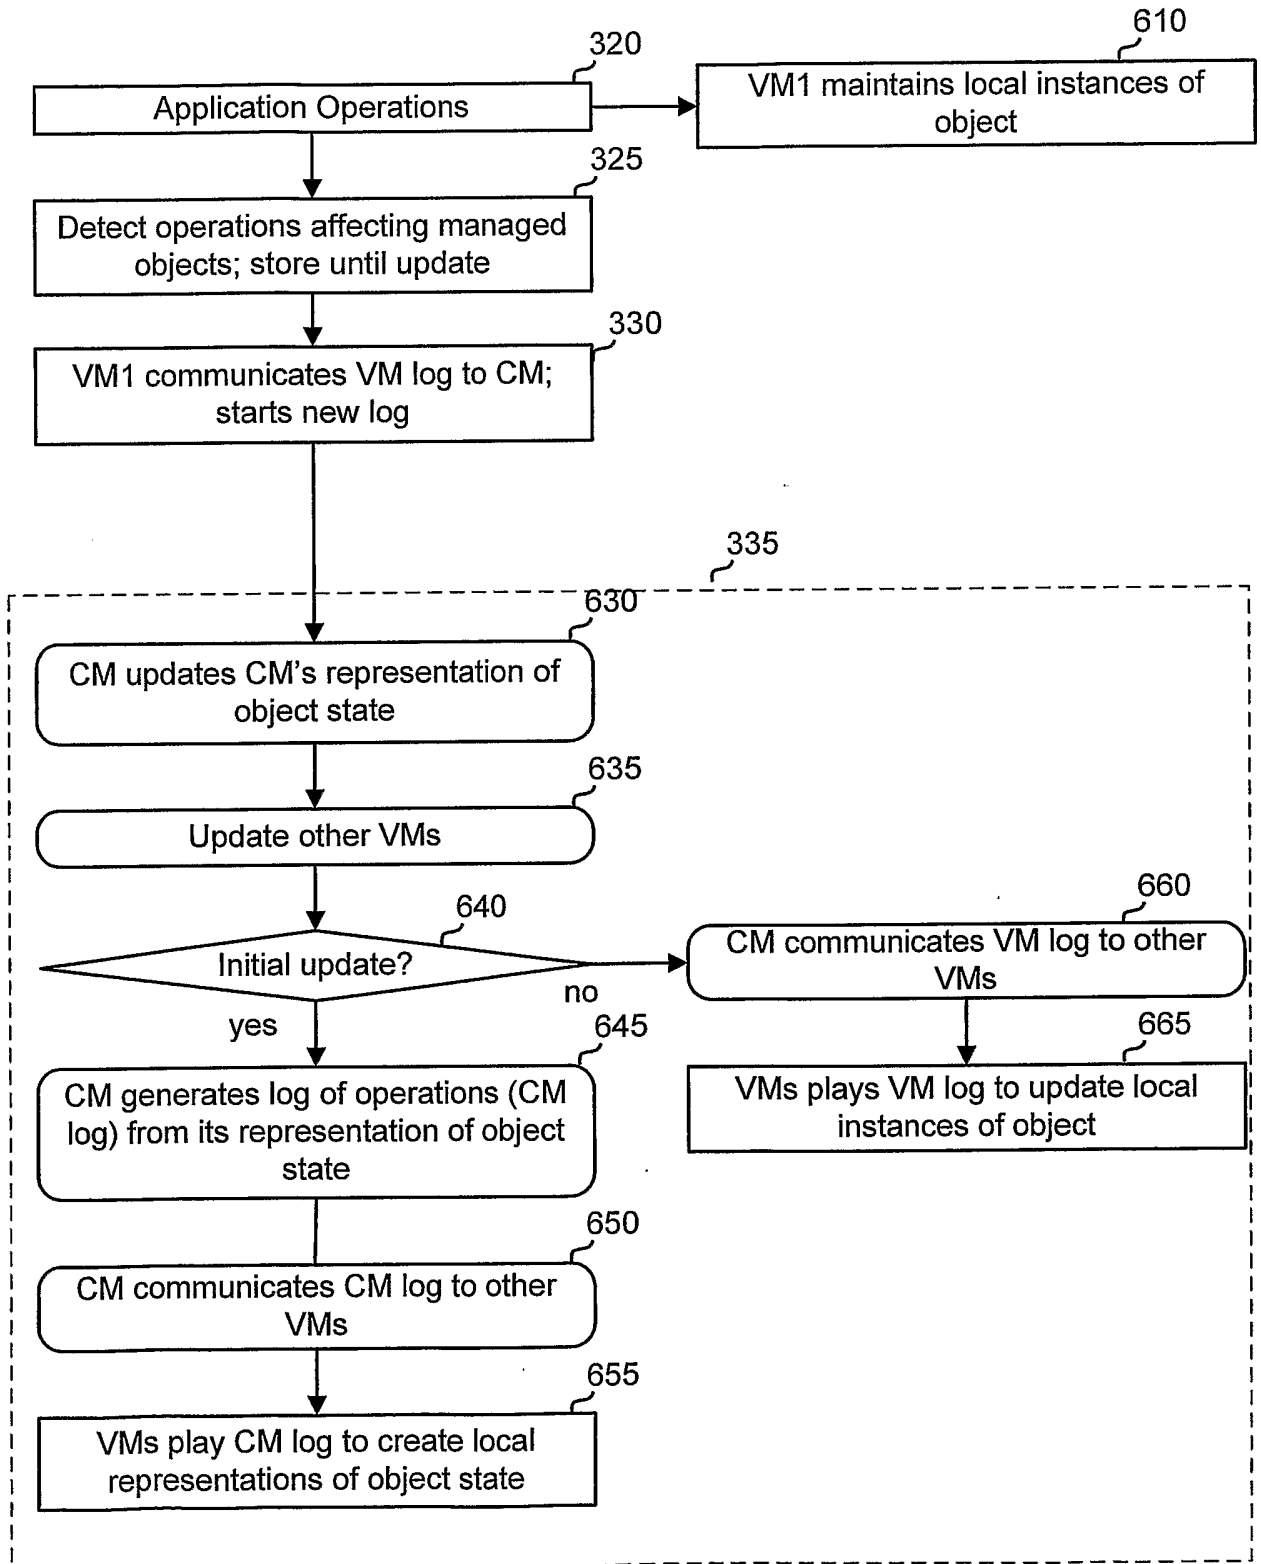 610
320
VM1 maintains local instances of
object
Application Operations
325
Detect operations affecting managed
objects; store until update
330
VM1 communicates VM log to CM;
starts new log
335
630
CM updates CM's representation of
object state
635
Update other VMs
640
660
Initial update?
CM communicates VM log to other
VMs
no
yes
645
665
CM generates log of operations (CM
log) from its representation of object
state
VMs plays VM log to update local
instances of object
650
CM communicates CM log to other
VMs
655
VMs play CM log to create local
representations of object state